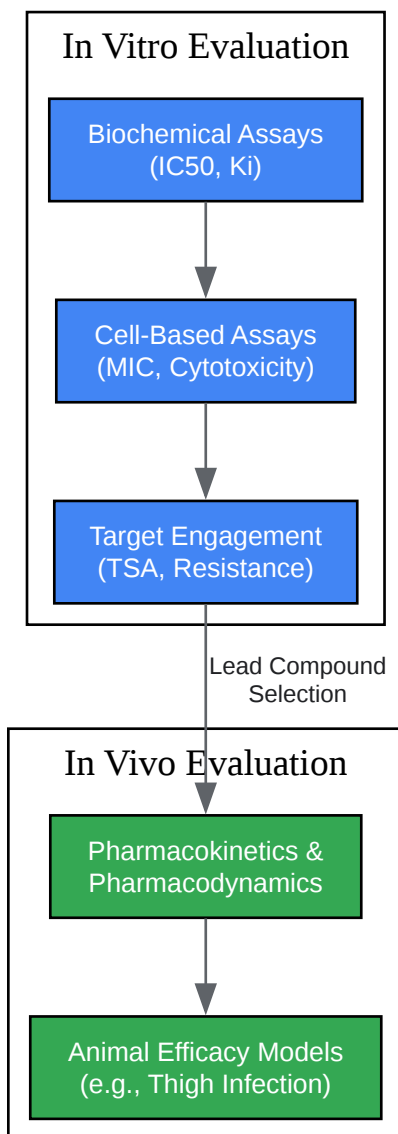 In Vitro Evaluation
Biochemical Assays
(IC50, Ki)
Cell-Based Assays
(MIC, Cytotoxicity)
Target Engagement
(TSA, Resistance)
Lead Compound
Selection
In Vivo Evaluation
Pharmacokinetics &
Pharmacodynamics
Animal Efficacy Models
(e.g., Thigh Infection)